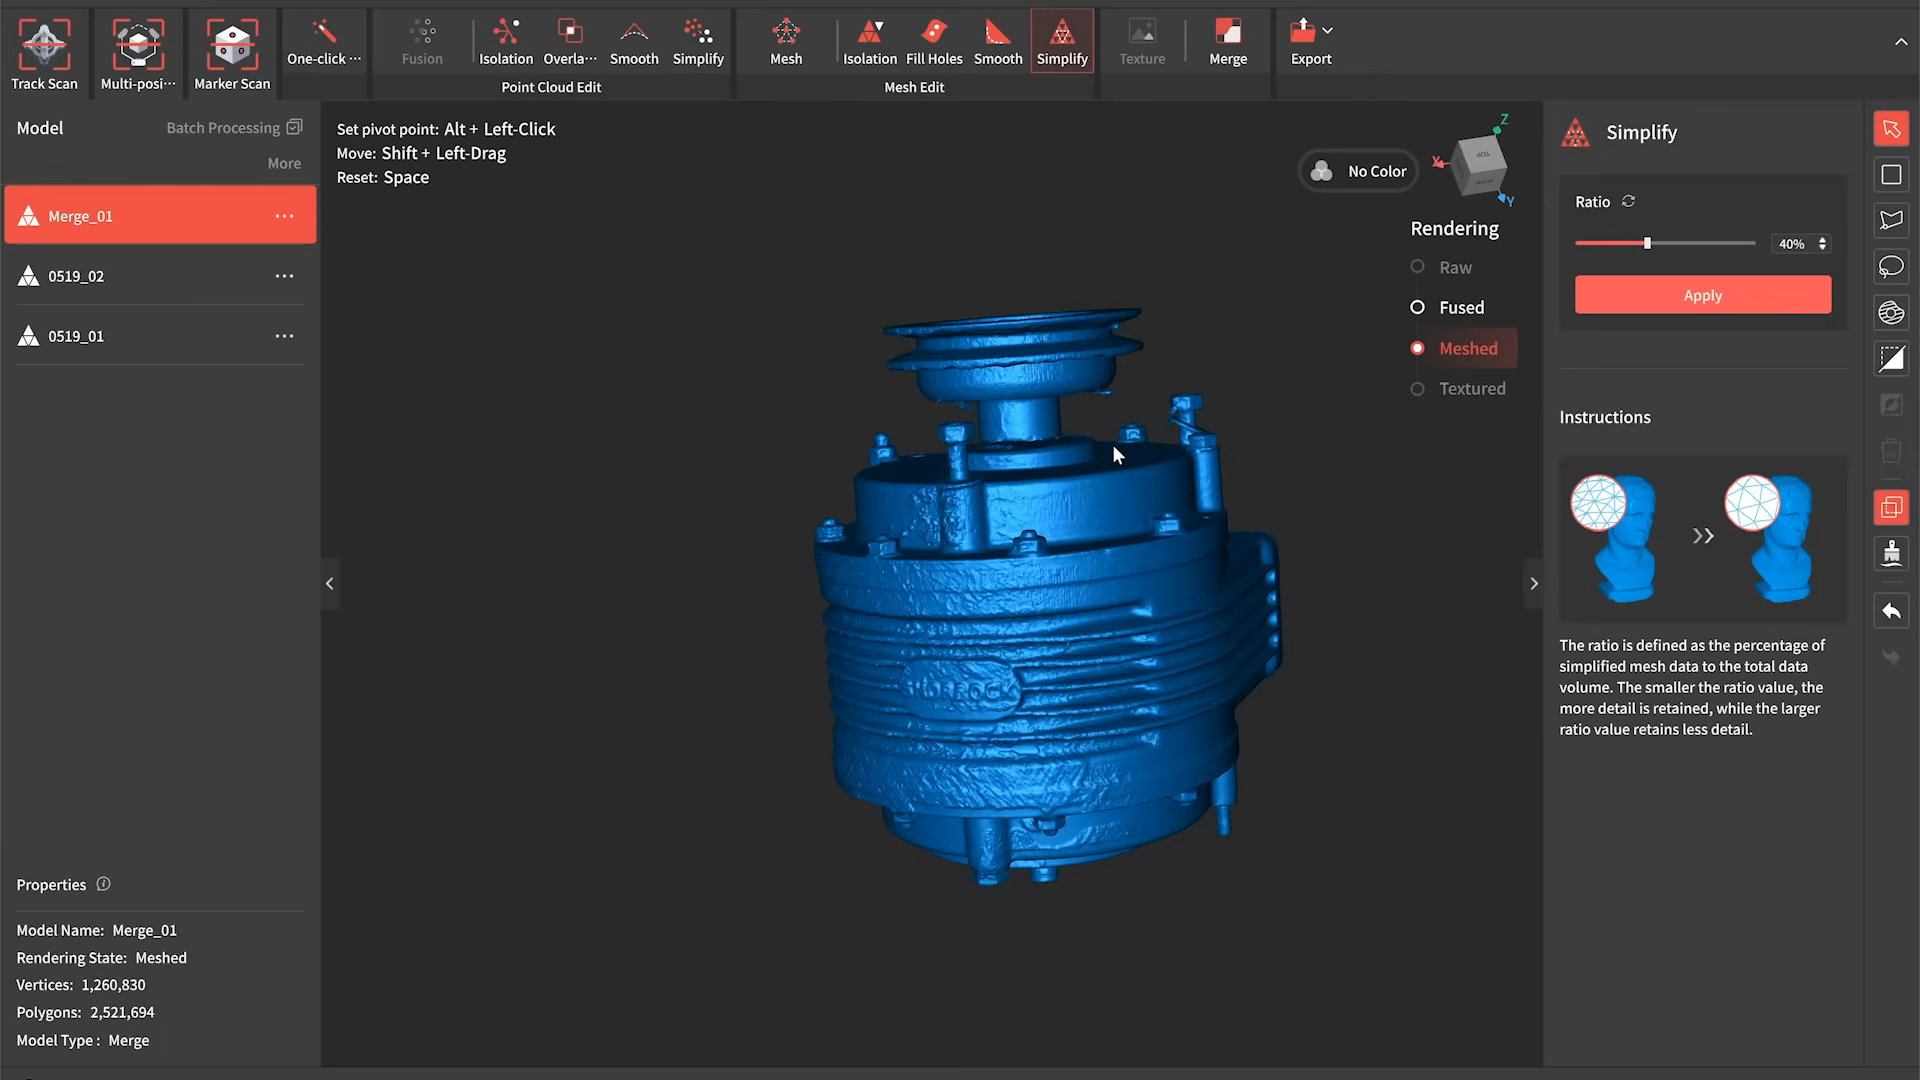 Track Scan
Multi-posi···
Marker Scan
One-click ···
Fusion
Isolation
Overla···
Smooth
Simplify
Point Cloud Edit
Mesh
Isolation
Fill Holes
Smooth
Simplify
Mesh Edit
Texture
Merge
Export
Model
Batch Processing
More
Merge_01
0519_02
0519_01
Properties
Model Name: Merge_01
Rendering State: Meshed
Vertices: 1,260,830
Polygons: 2,521,694
Model Type : Merge
Set pivot point: Alt + Left-Click
Move: Shift + Left-Drag
Reset: Space
No Color
Z
X
Y
TOP
Rendering
Raw
Fused
Meshed
Textured
SHORROCK
Simplify
Ratio
40%
Apply
Instructions
The ratio is defined as the percentage of
simplified mesh data to the total data
volume. The smaller the ratio value, the
more detail is retained, while the larger
ratio value retains less detail.